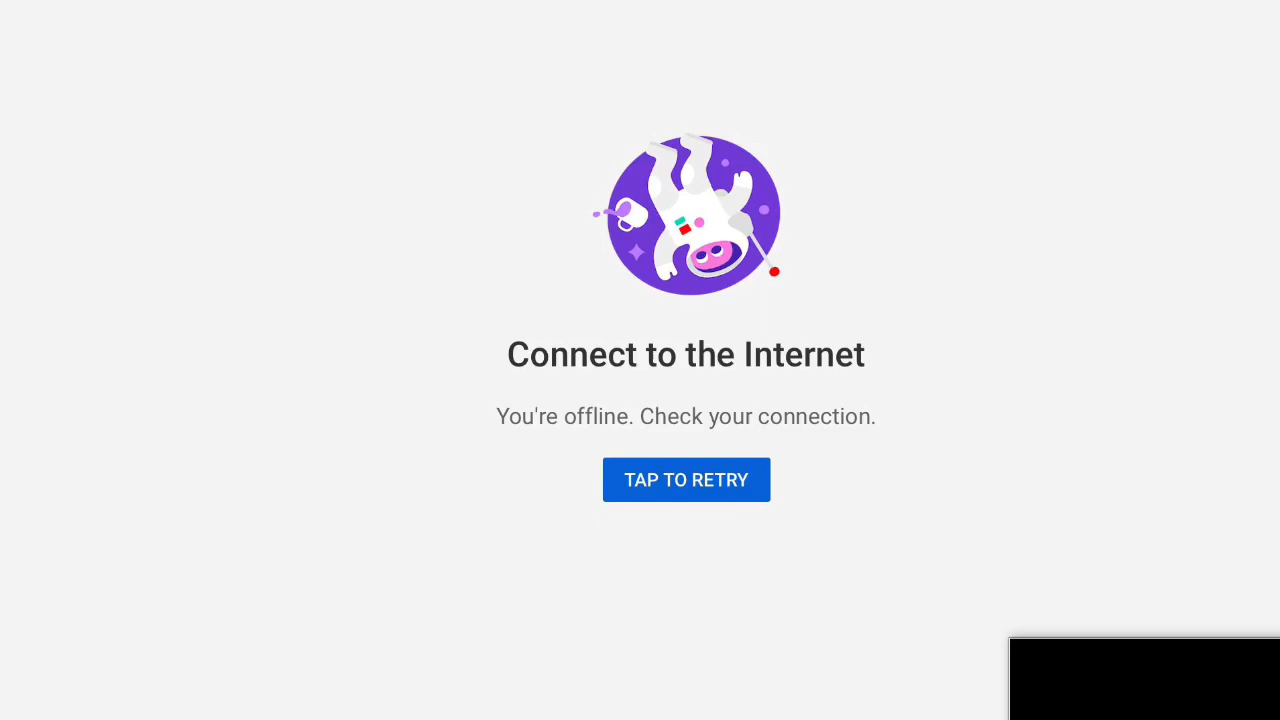 Connect to the Internet
You're offline. Check your connection.
TAP TO RETRY